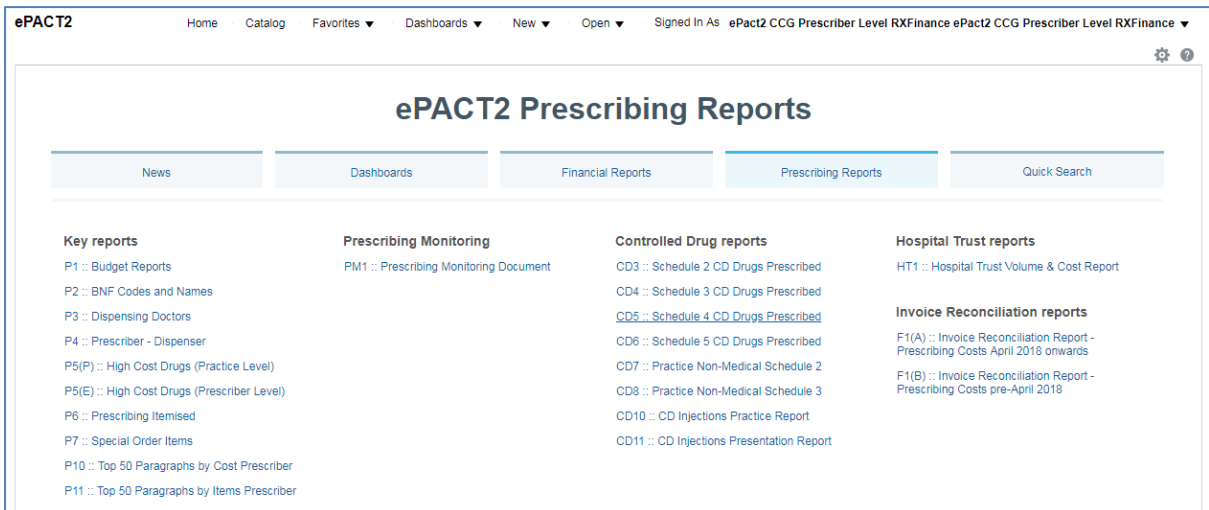 ePACT2 Home Catalog Favorites ▼ Dashboards ▼ New ▼ Open ▼ Signed In As ePact2 CCG Prescriber Level RXFinance ePact2 CCG Prescriber Level RXFinance ▼
ePACT2 Prescribing Reports
News Dashboards Financial Reports Prescribing Reports Quick Search
Key reports
P1 :: Budget Reports
P2 :: BNF Codes and Names
P3 :: Dispensing Doctors
P4 :: Prescriber - Dispenser
P5(P) :: High Cost Drugs (Practice Level)
P5(E) :: High Cost Drugs (Prescriber Level)
P6 :: Prescribing Itemised
P7 :: Special Order Items
P10 :: Top 50 Paragraphs by Cost Prescriber
P11 :: Top 50 Paragraphs by Items Prescriber
Prescribing Monitoring
PM1 :: Prescribing Monitoring Document
Controlled Drug reports
CD3 :: Schedule 2 CD Drugs Prescribed
CD4 :: Schedule 3 CD Drugs Prescribed
CD5 :: Schedule 4 CD Drugs Prescribed
CD6 :: Schedule 5 CD Drugs Prescribed
CD7 :: Practice Non-Medical Schedule 2
CD8 :: Practice Non-Medical Schedule 3
CD10 :: CD Injections Practice Report
CD11 :: CD Injections Presentation Report
Hospital Trust reports
HT1 :: Hospital Trust Volume & Cost Report
Invoice Reconciliation reports
F1(A) :: Invoice Reconciliation Report -
Prescribing Costs April 2018 onwards
F1(B) :: Invoice Reconciliation Report -
Prescribing Costs pre-April 2018